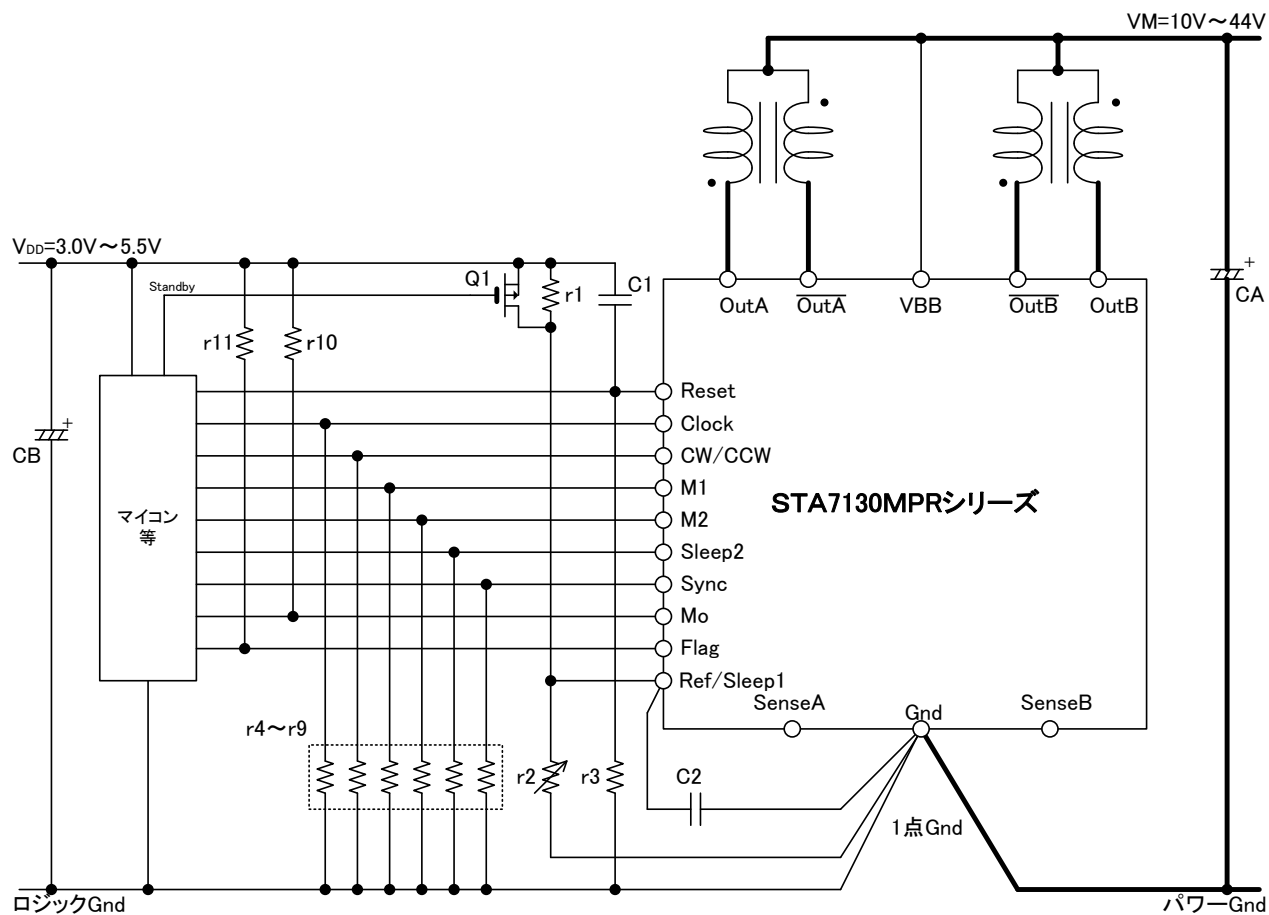 VM=10V～44V
VDD=3.0V～5.5V
Standby
Q1
r1
C1
+
CA
OutA
OutA
VBB
OutB
OutB
r11
r10
Reset
Clock
CW/CCW
M1
M2
Sleep2
Sync
Mo
Flag
Ref/Sleep1
+
CB
マイコン
等
STA7130MPRシリーズ
SenseA
Gnd
SenseB
r4～r9
r2
r3
C2
1点Gnd
ロジックGnd
パワーGnd